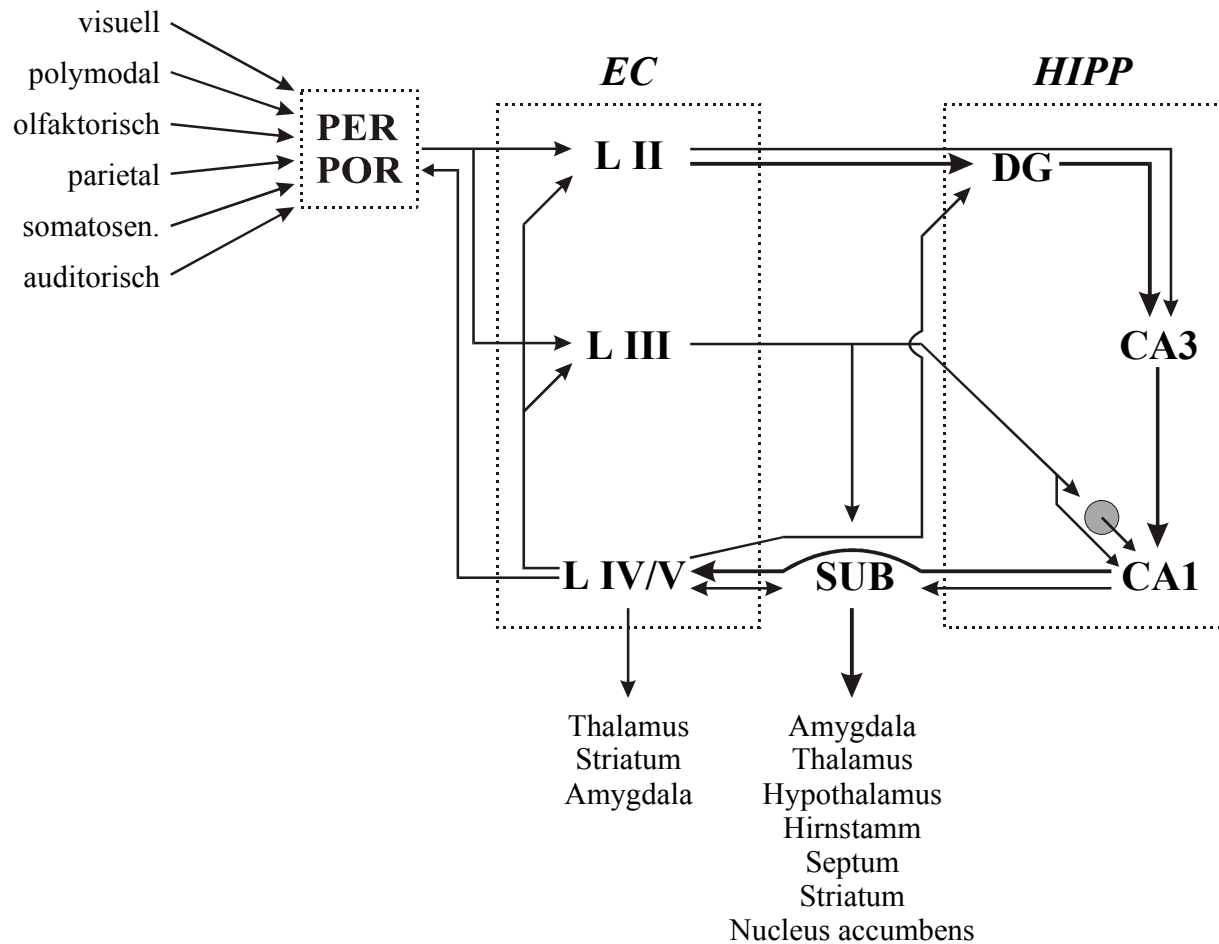 visuell
polymodal
olfaktorisch
parietal
somatosen.
auditorisch
PER
POR
EC
L II
L III
L IV/V
HIPP
DG
CA3
CA1
SUB
Thalamus
Striatum
Amygdala
Amygdala
Thalamus
Hypothalamus
Hirnstamm
Septum
Striatum
Nucleus accumbens